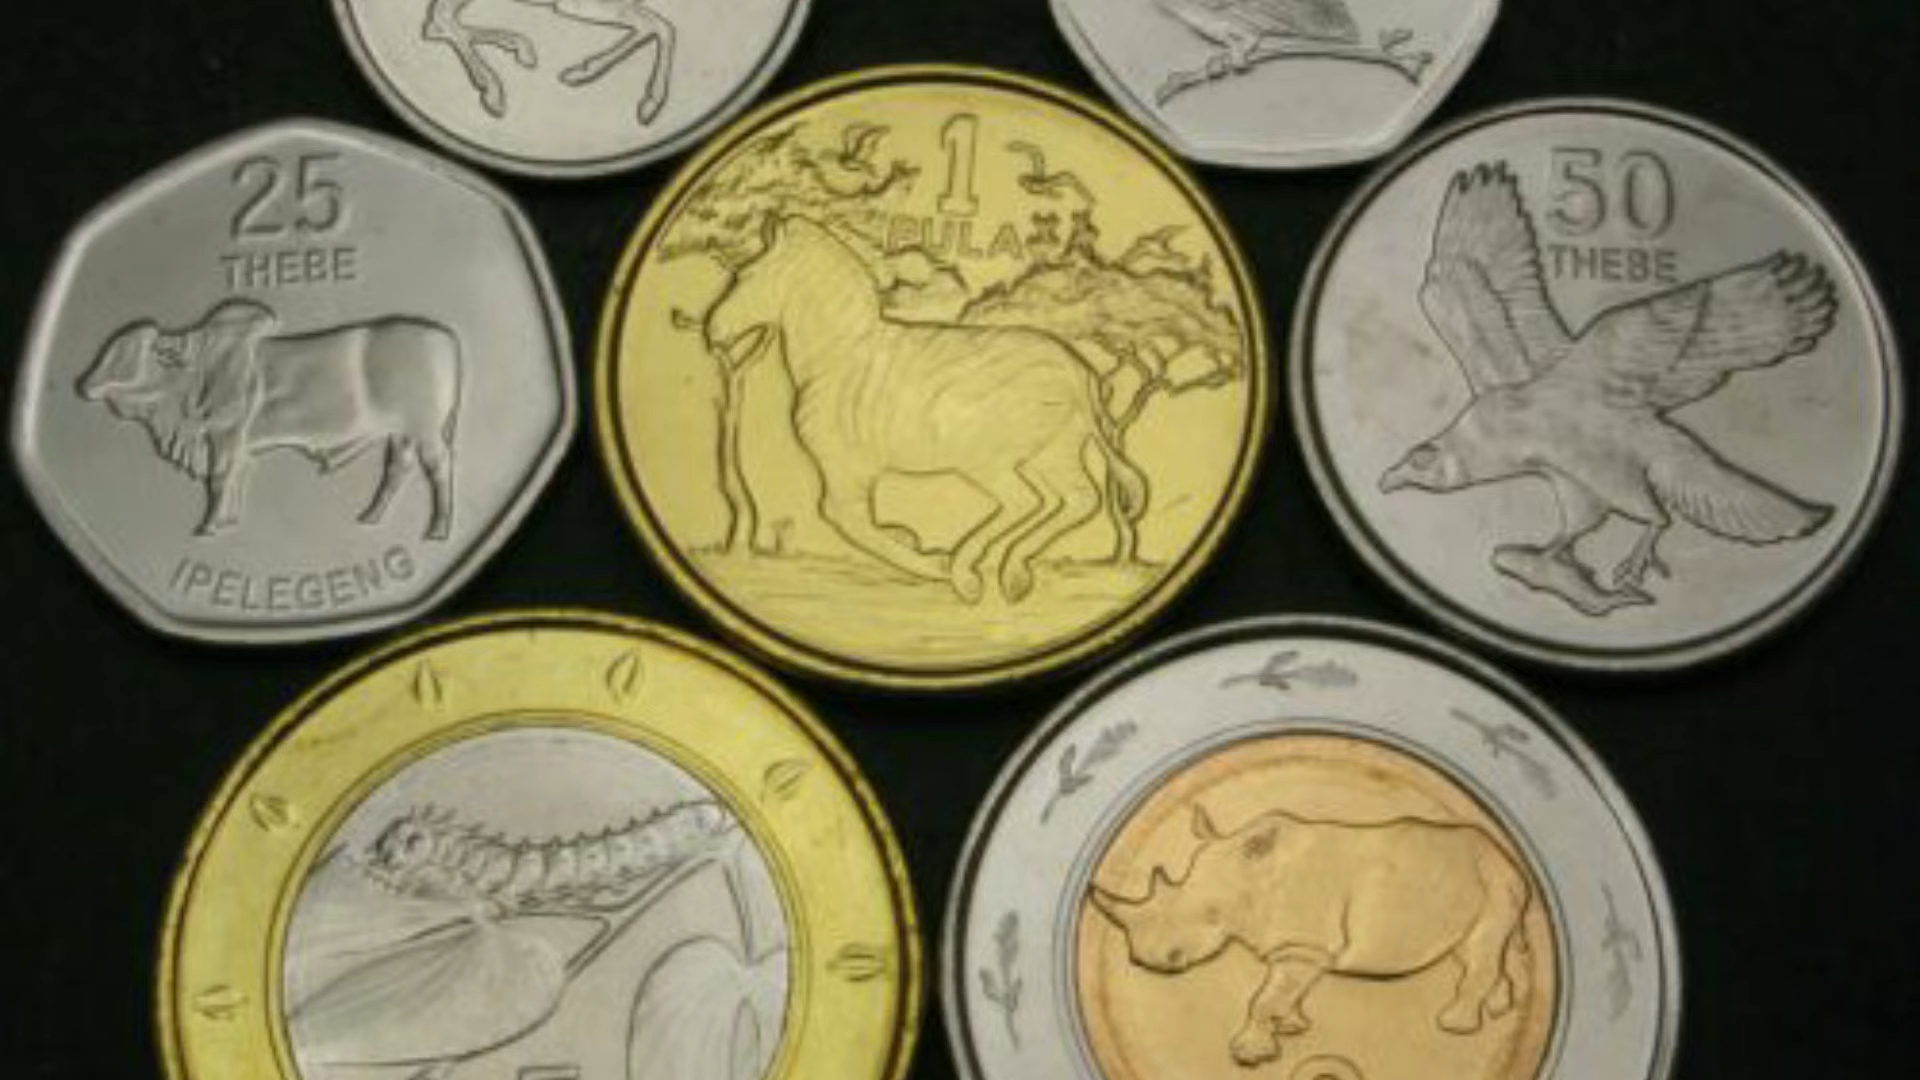 25
THEBE
IPELEGENG
1
PULA
50
THEBE